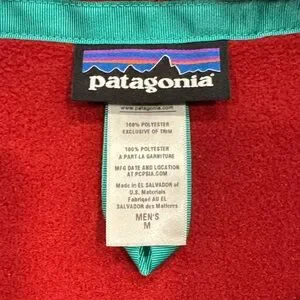 patagonia
www.patagonia.com
100% POLYESTER
EXCLUSIVE OF TRIM
100% POLYESTER
A PART LA GARNITURE
MFG DATE AND LOCATION
AT PCPSIA.COM
Made in EL SALVADOR of
U.S. Materials
Fabriqué AU EL
SALVADOR des Matieres
MEN'S
M